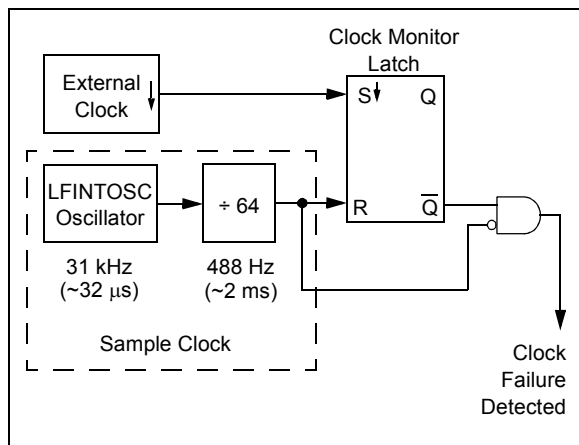 Clock Monitor
Latch
External
Clock
S
Q
LFINTOSC
Oscillator
÷ 64
R
Q̅
31 kHz
(~32 μs)
488 Hz
(~2 ms)
Sample Clock
Clock
Failure
Detected